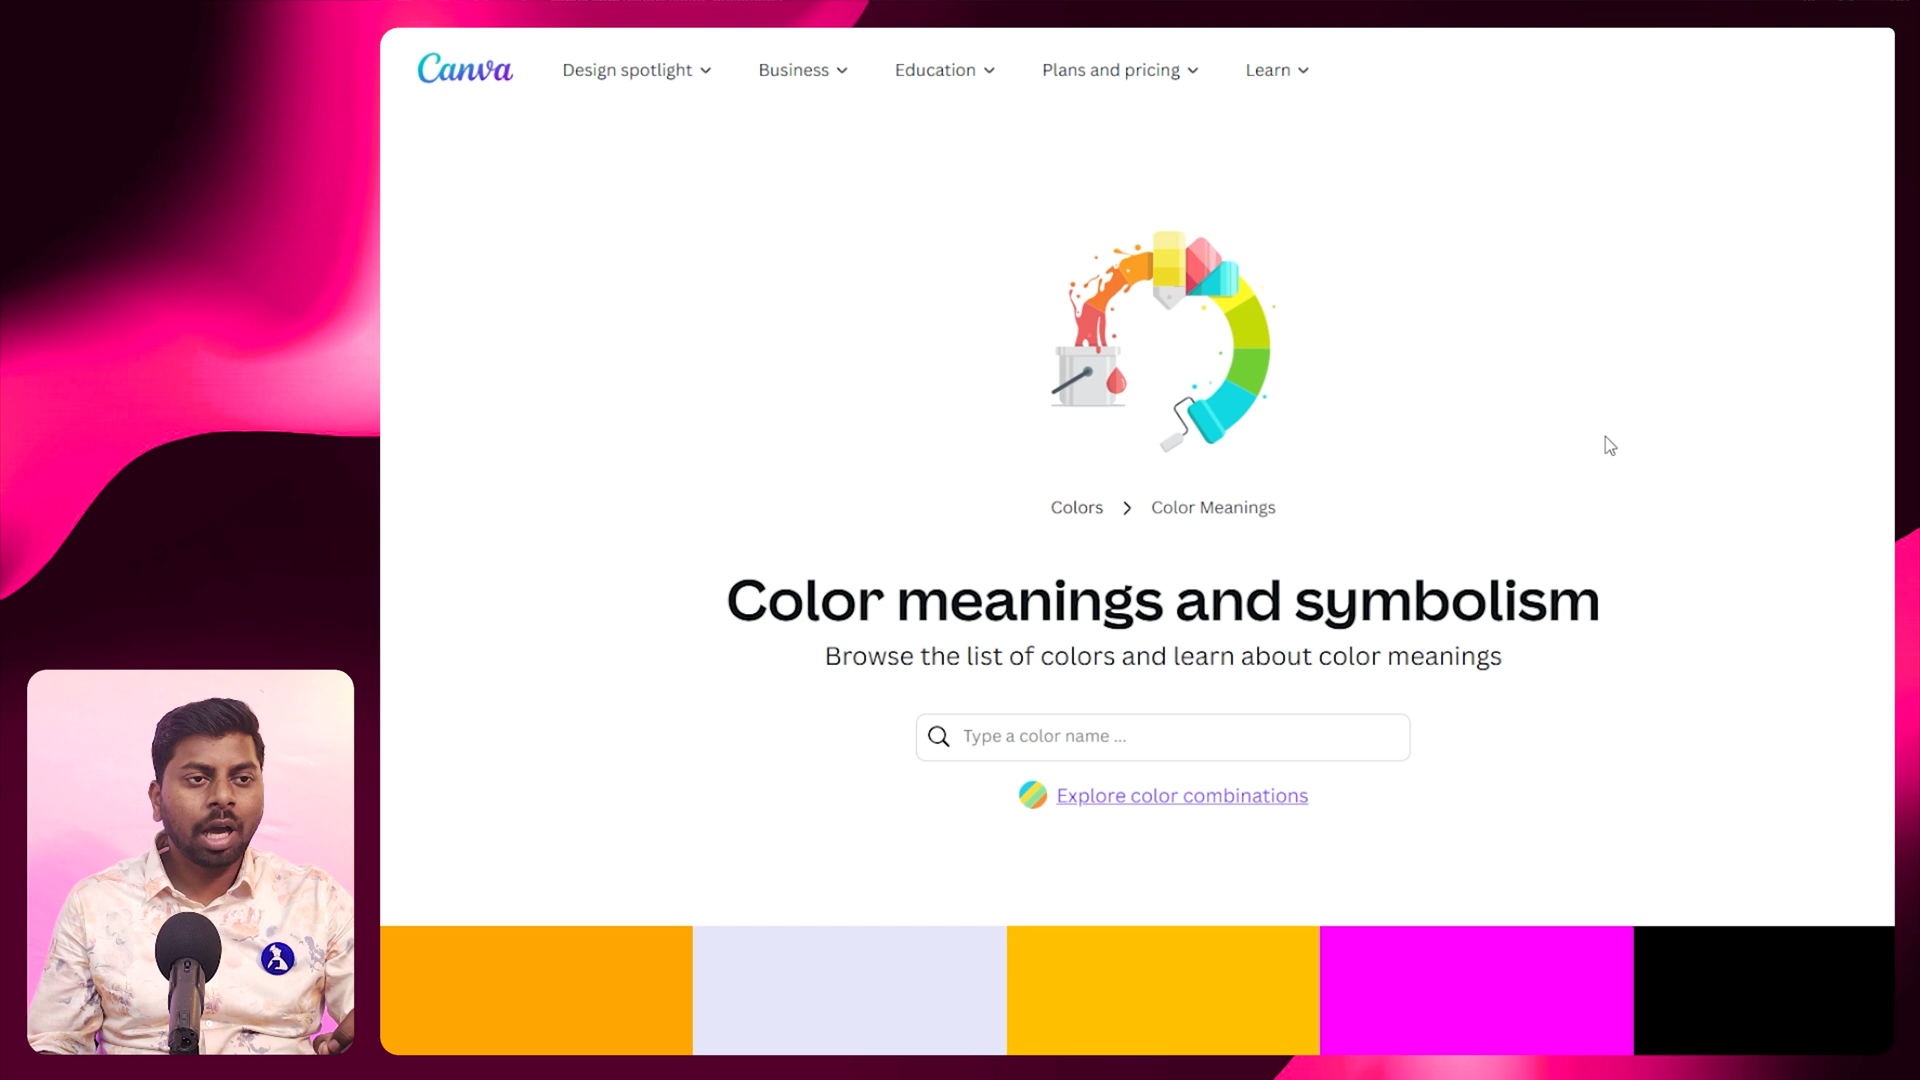 Canva
Design spotlight
Business
Education
Plans and pricing
Learn
Colors
Color Meanings
Color meanings and symbolism
Browse the list of colors and learn about color meanings
Type a color name ...
Explore color combinations